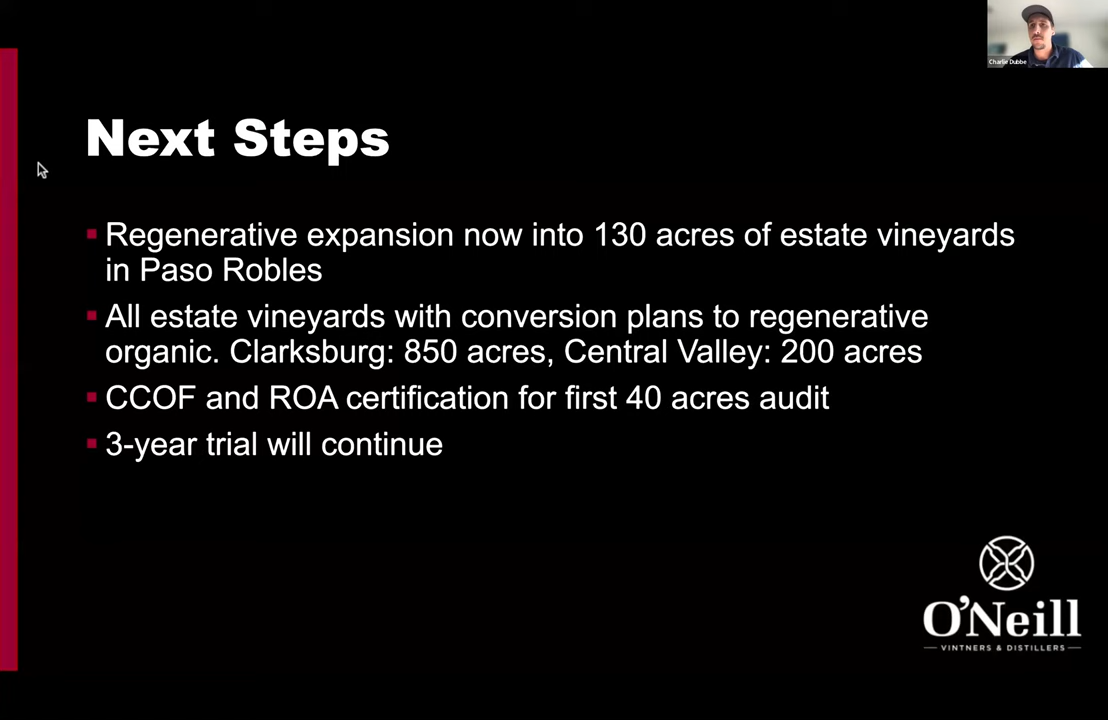 Charlie Dubbe
Next Steps
Regenerative expansion now into 130 acres of estate vineyards
in Paso Robles
All estate vineyards with conversion plans to regenerative
organic. Clarksburg: 850 acres, Central Valley: 200 acres
CCOF and ROA certification for first 40 acres audit
3-year trial will continue
O'Neill
VINTNERS & DISTILLERS